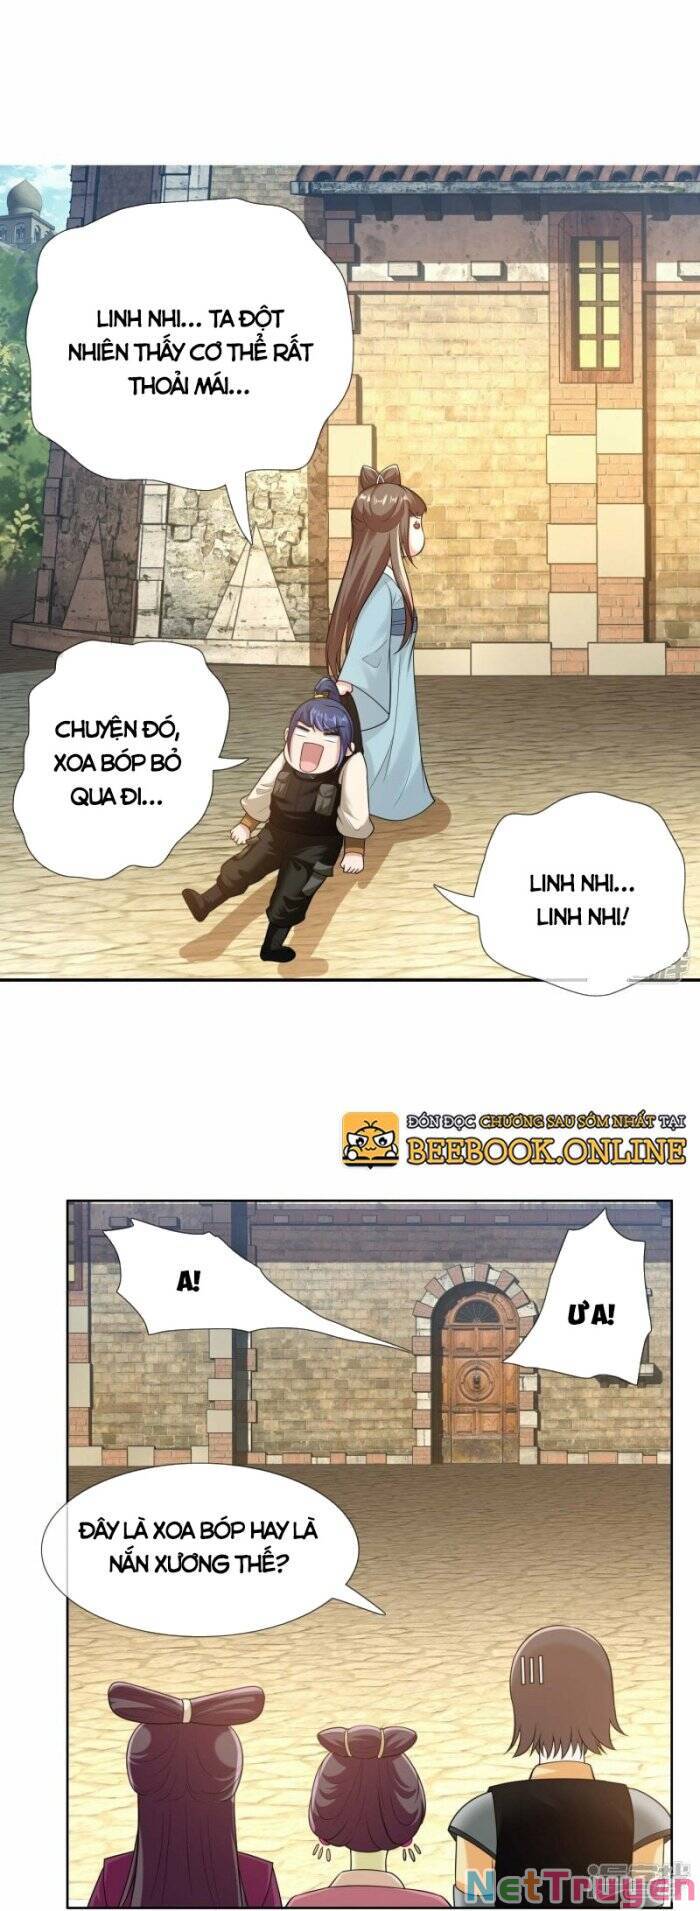 LINH NHI... TA ĐỘT
NHIÊN THẤY CƠ THỂ RẤT
THOẢI MÁI...
CHUYỆN ĐÓ,
XOA BÓP BỎ
QUA ĐI...
LINH NHI...
LINH NHI!
ĐÓN ĐỌC CHƯƠNG SAU SỚM NHẤT TẠI
BEEBOOK.ONLINE
A!
ƯA!
ĐÂY LÀ XOA BÓP HAY LÀ
NẮN XƯƠNG THẾ?
NetTruyen